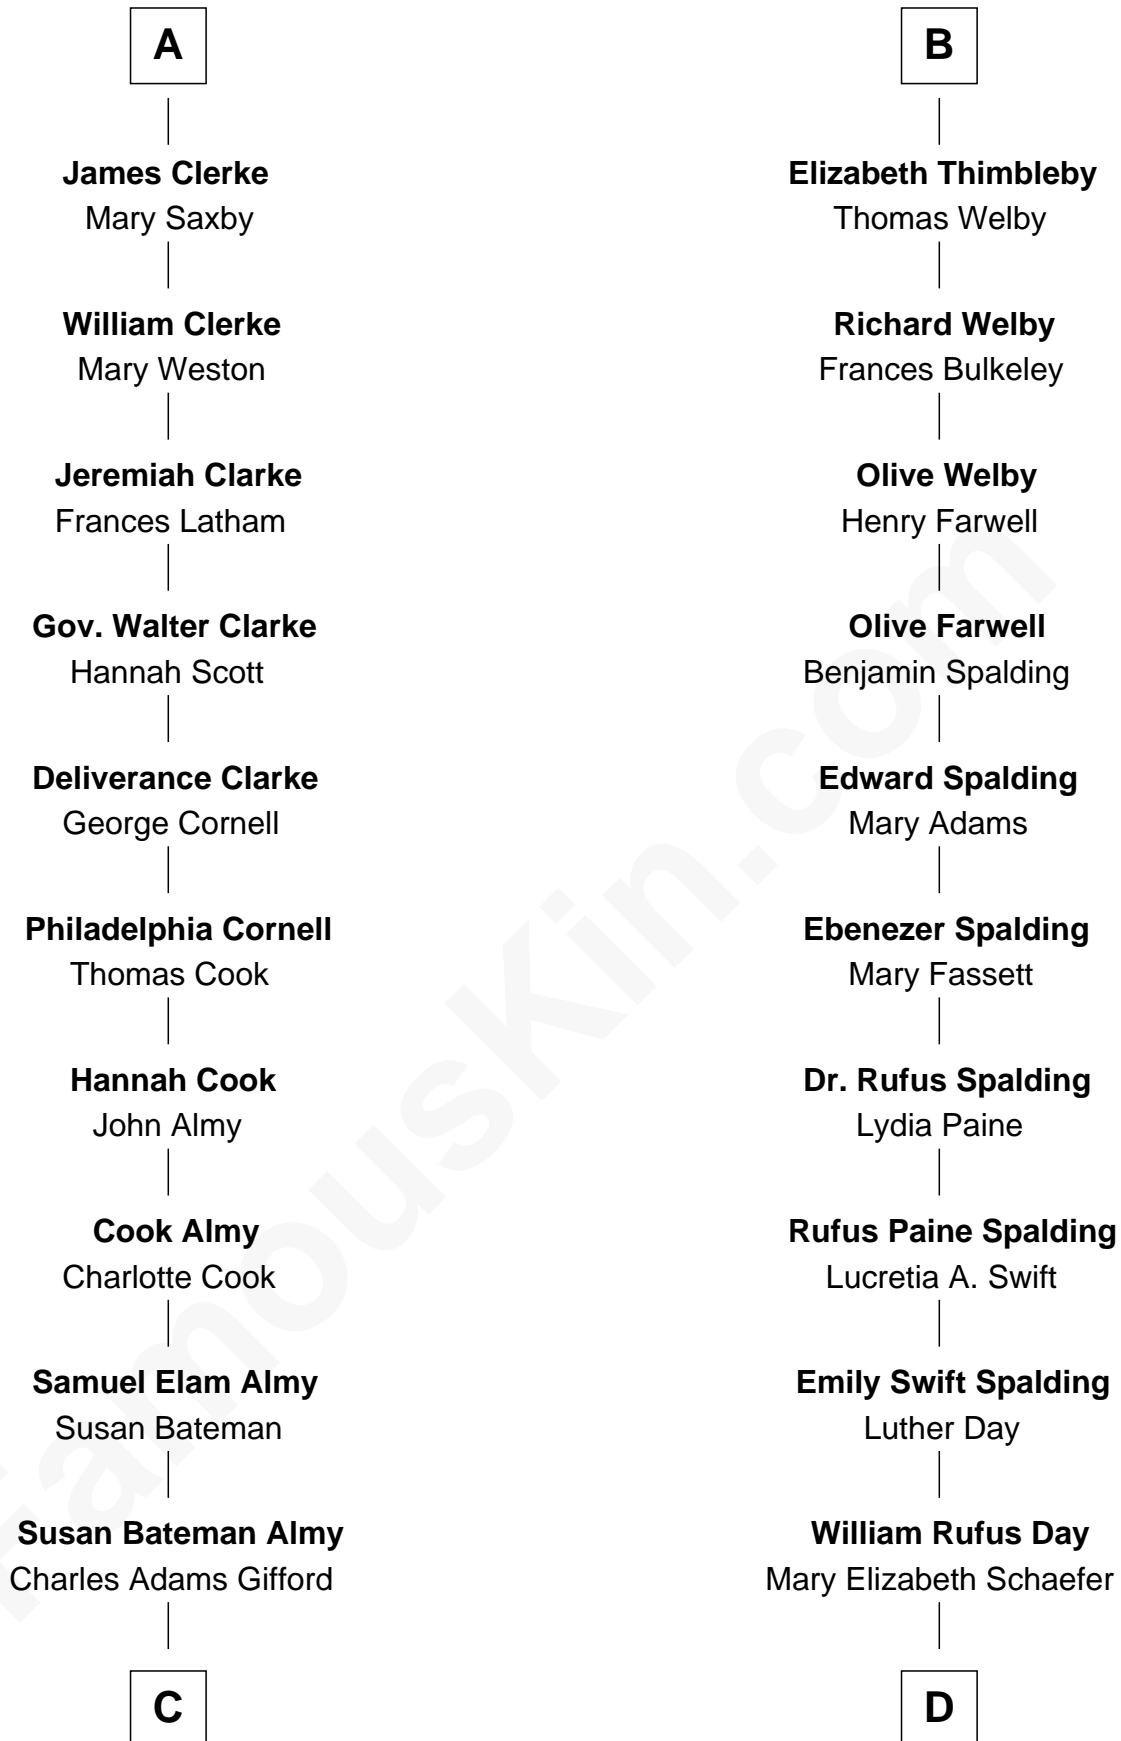 A
James Clerke
Mary Saxby
William Clerke
Mary Weston
Jeremiah Clarke
Frances Latham
Gov. Walter Clarke
Hannah Scott
Deliverance Clarke
George Cornell
Philadelphia Cornell
Thomas Cook
Hannah Cook
John Almy
Cook Almy
Charlotte Cook
Samuel Elam Almy
Susan Bateman
Susan Bateman Almy
Charles Adams Gifford
C
B
Elizabeth Thimbleby
Thomas Welby
Richard Welby
Frances Bulkeley
Olive Welby
Henry Farwell
Olive Farwell
Benjamin Spalding
Edward Spalding
Mary Adams
Ebenezer Spalding
Mary Fassett
Dr. Rufus Spalding
Lydia Paine
Rufus Paine Spalding
Lucretia A. Swift
Emily Swift Spalding
Luther Day
William Rufus Day
Mary Elizabeth Schaefer
D
FamousKin.com